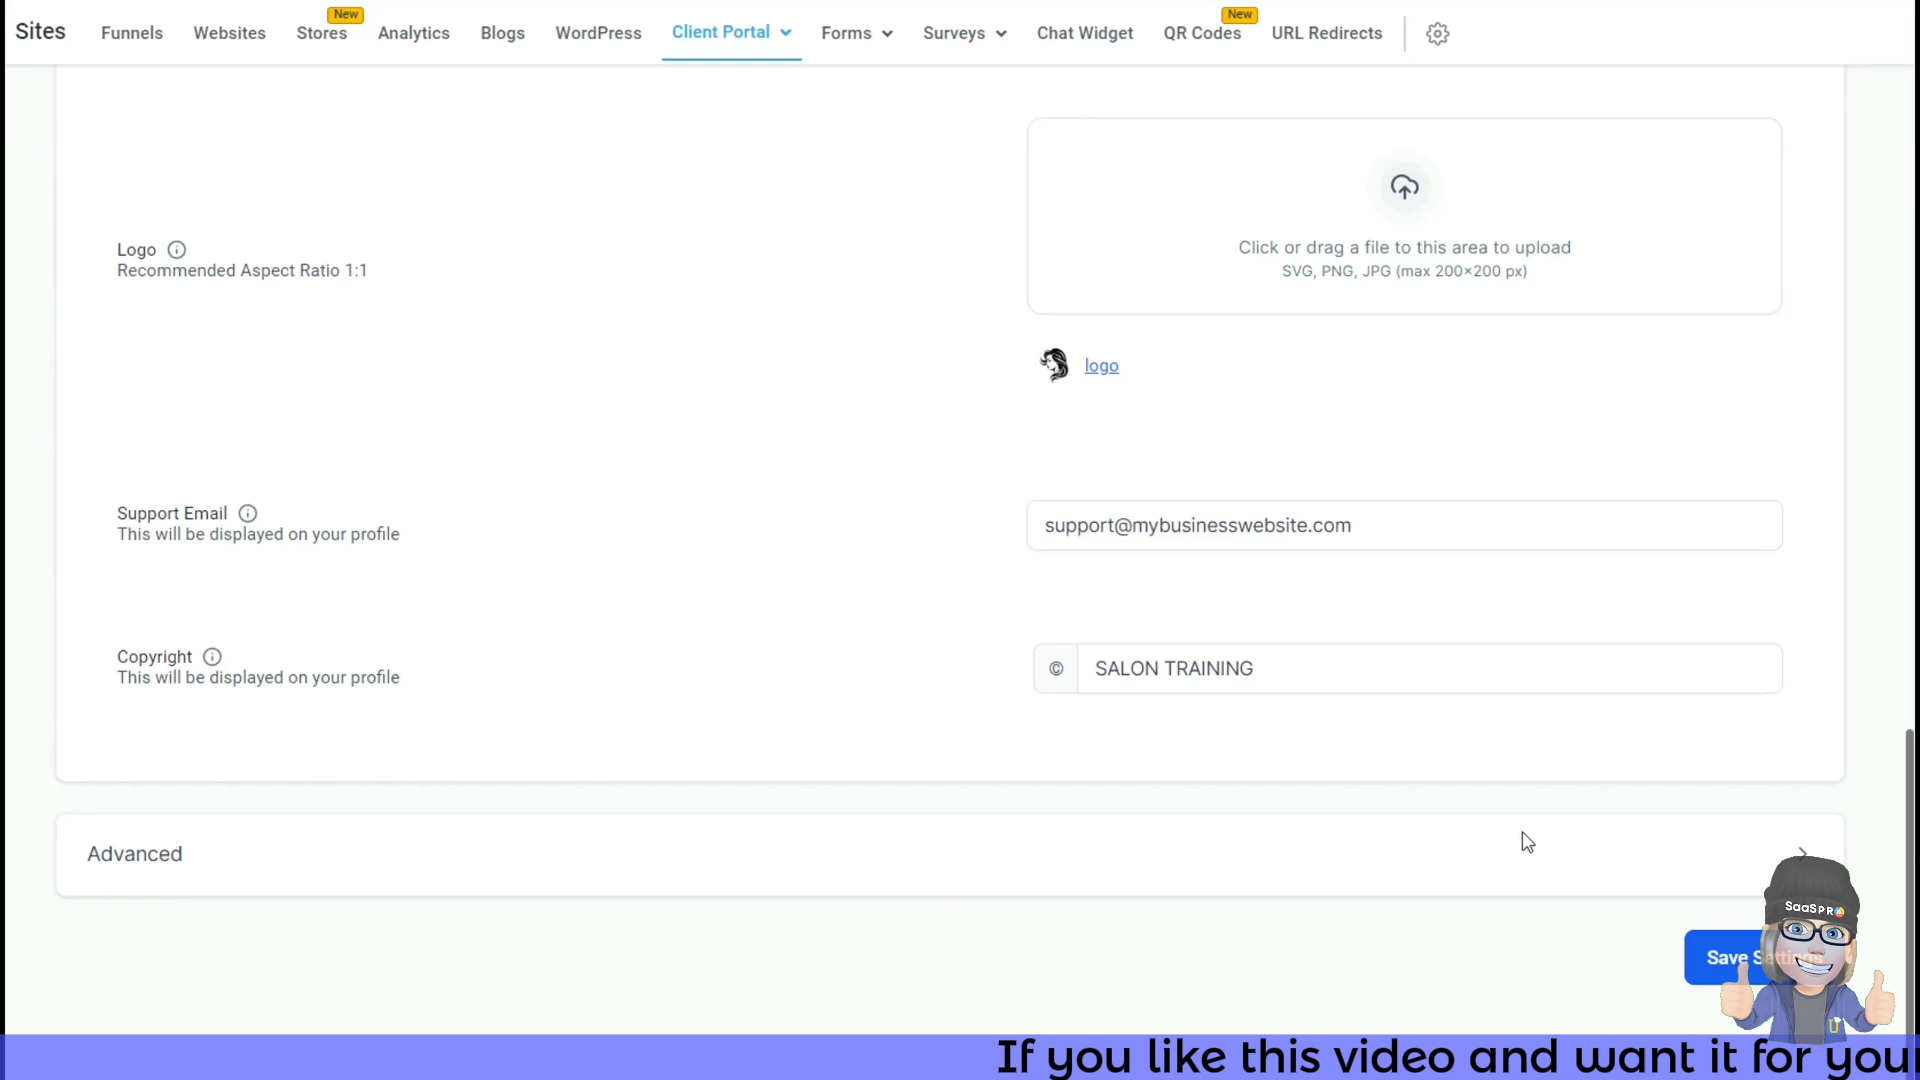 Sites Funnels Websites Stores New Analytics Blogs WordPress Client Portal Forms Surveys Chat Widget QR Codes New URL Redirects
Click or drag a file to this area to upload
SVG, PNG, JPG (max 200×200 px)
Logo
Recommended Aspect Ratio 1:1
logo
Support Email
This will be displayed on your profile
support@mybusinesswebsite.com
Copyright
This will be displayed on your profile
© SALON TRAINING
Advanced
SaaSPRO
Save Settings
If you like this video and want it for your